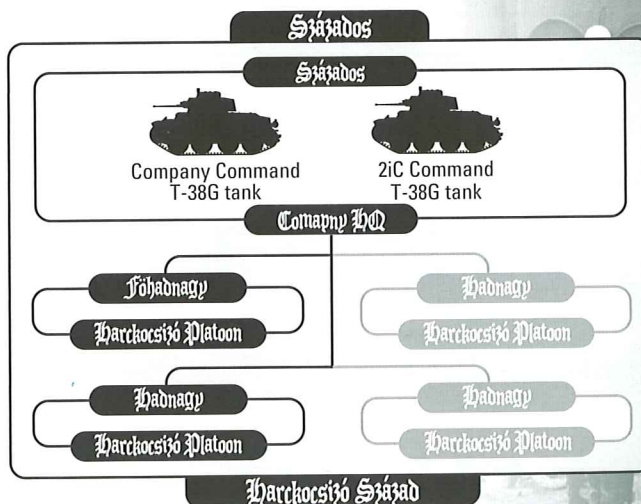 Százados
Százados
Company Command
T-38G tank
2iC Command
T-38G tank
Comapny HQ
Föhadnagy
Harckocsizó Platoon
Hadnagy
Harckocsizó Platoon
Hadnagy
Harckocsizó Platoon
Hadnagy
Harckocsizó Platoon
Harckocsizó Század